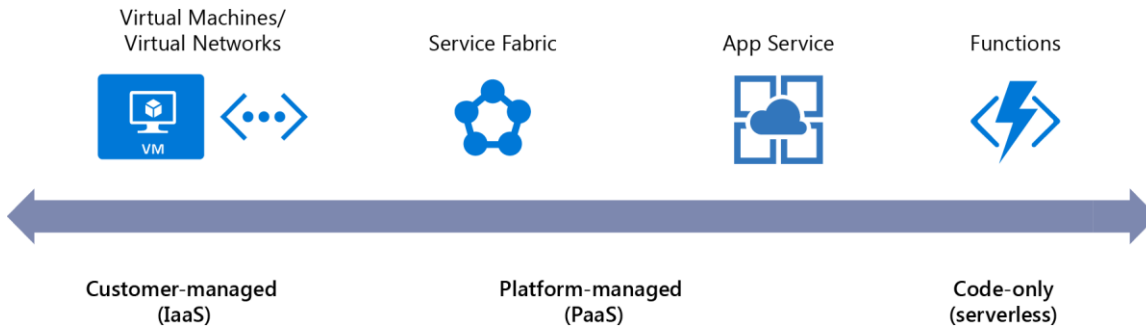 Virtual Machines/
Virtual Networks
Service Fabric
App Service
Functions
VM
Customer-managed
(IaaS)
Platform-managed
(PaaS)
Code-only
(serverless)